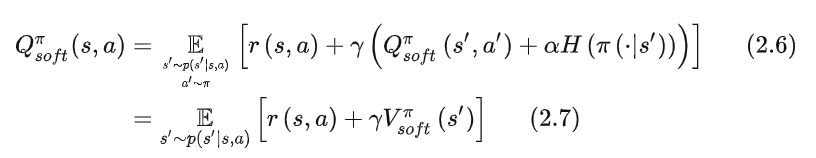 Q^π_soft (s, a) = 𝔼_{s'∼p(s'|s,a), a'∼π} [r (s, a) + γ (Q^π_soft (s', a') + αH (π (·|s')))] (2.6)
= 𝔼_{s'∼p(s'|s,a)} [r (s, a) + γV^π_soft (s')] (2.7)